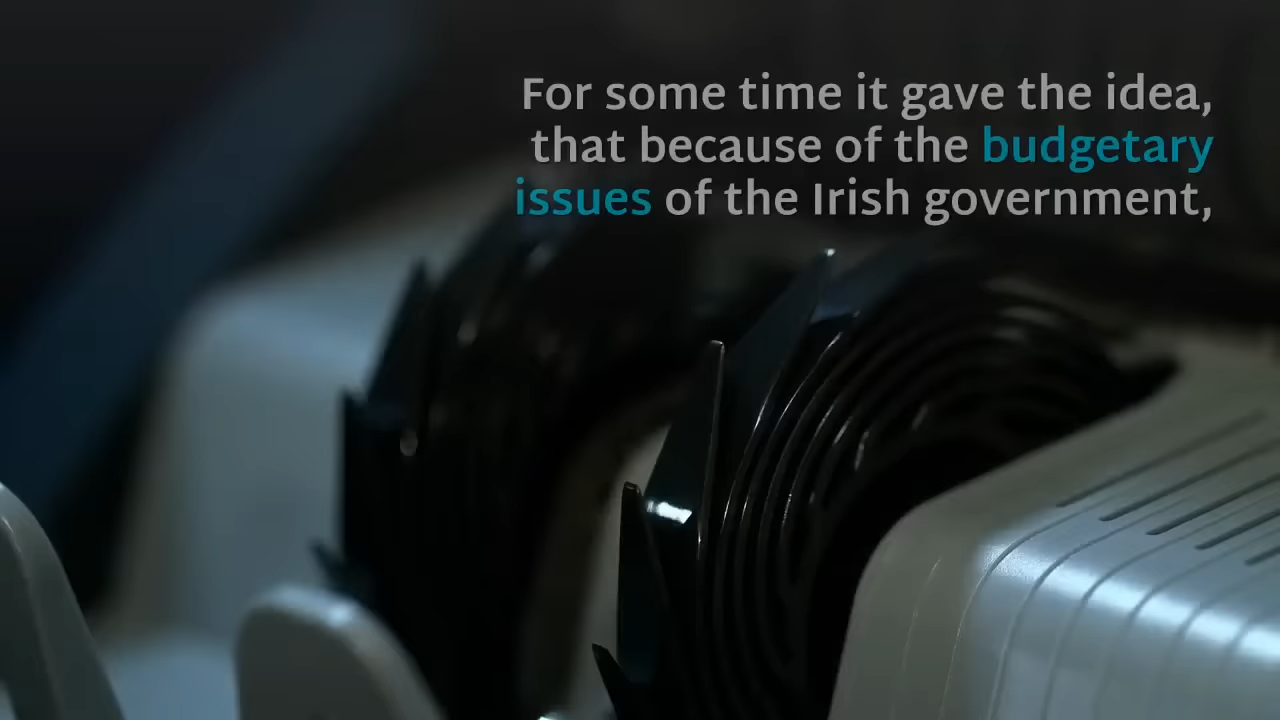 For some time it gave the idea,
that because of the budgetary
issues of the Irish government,